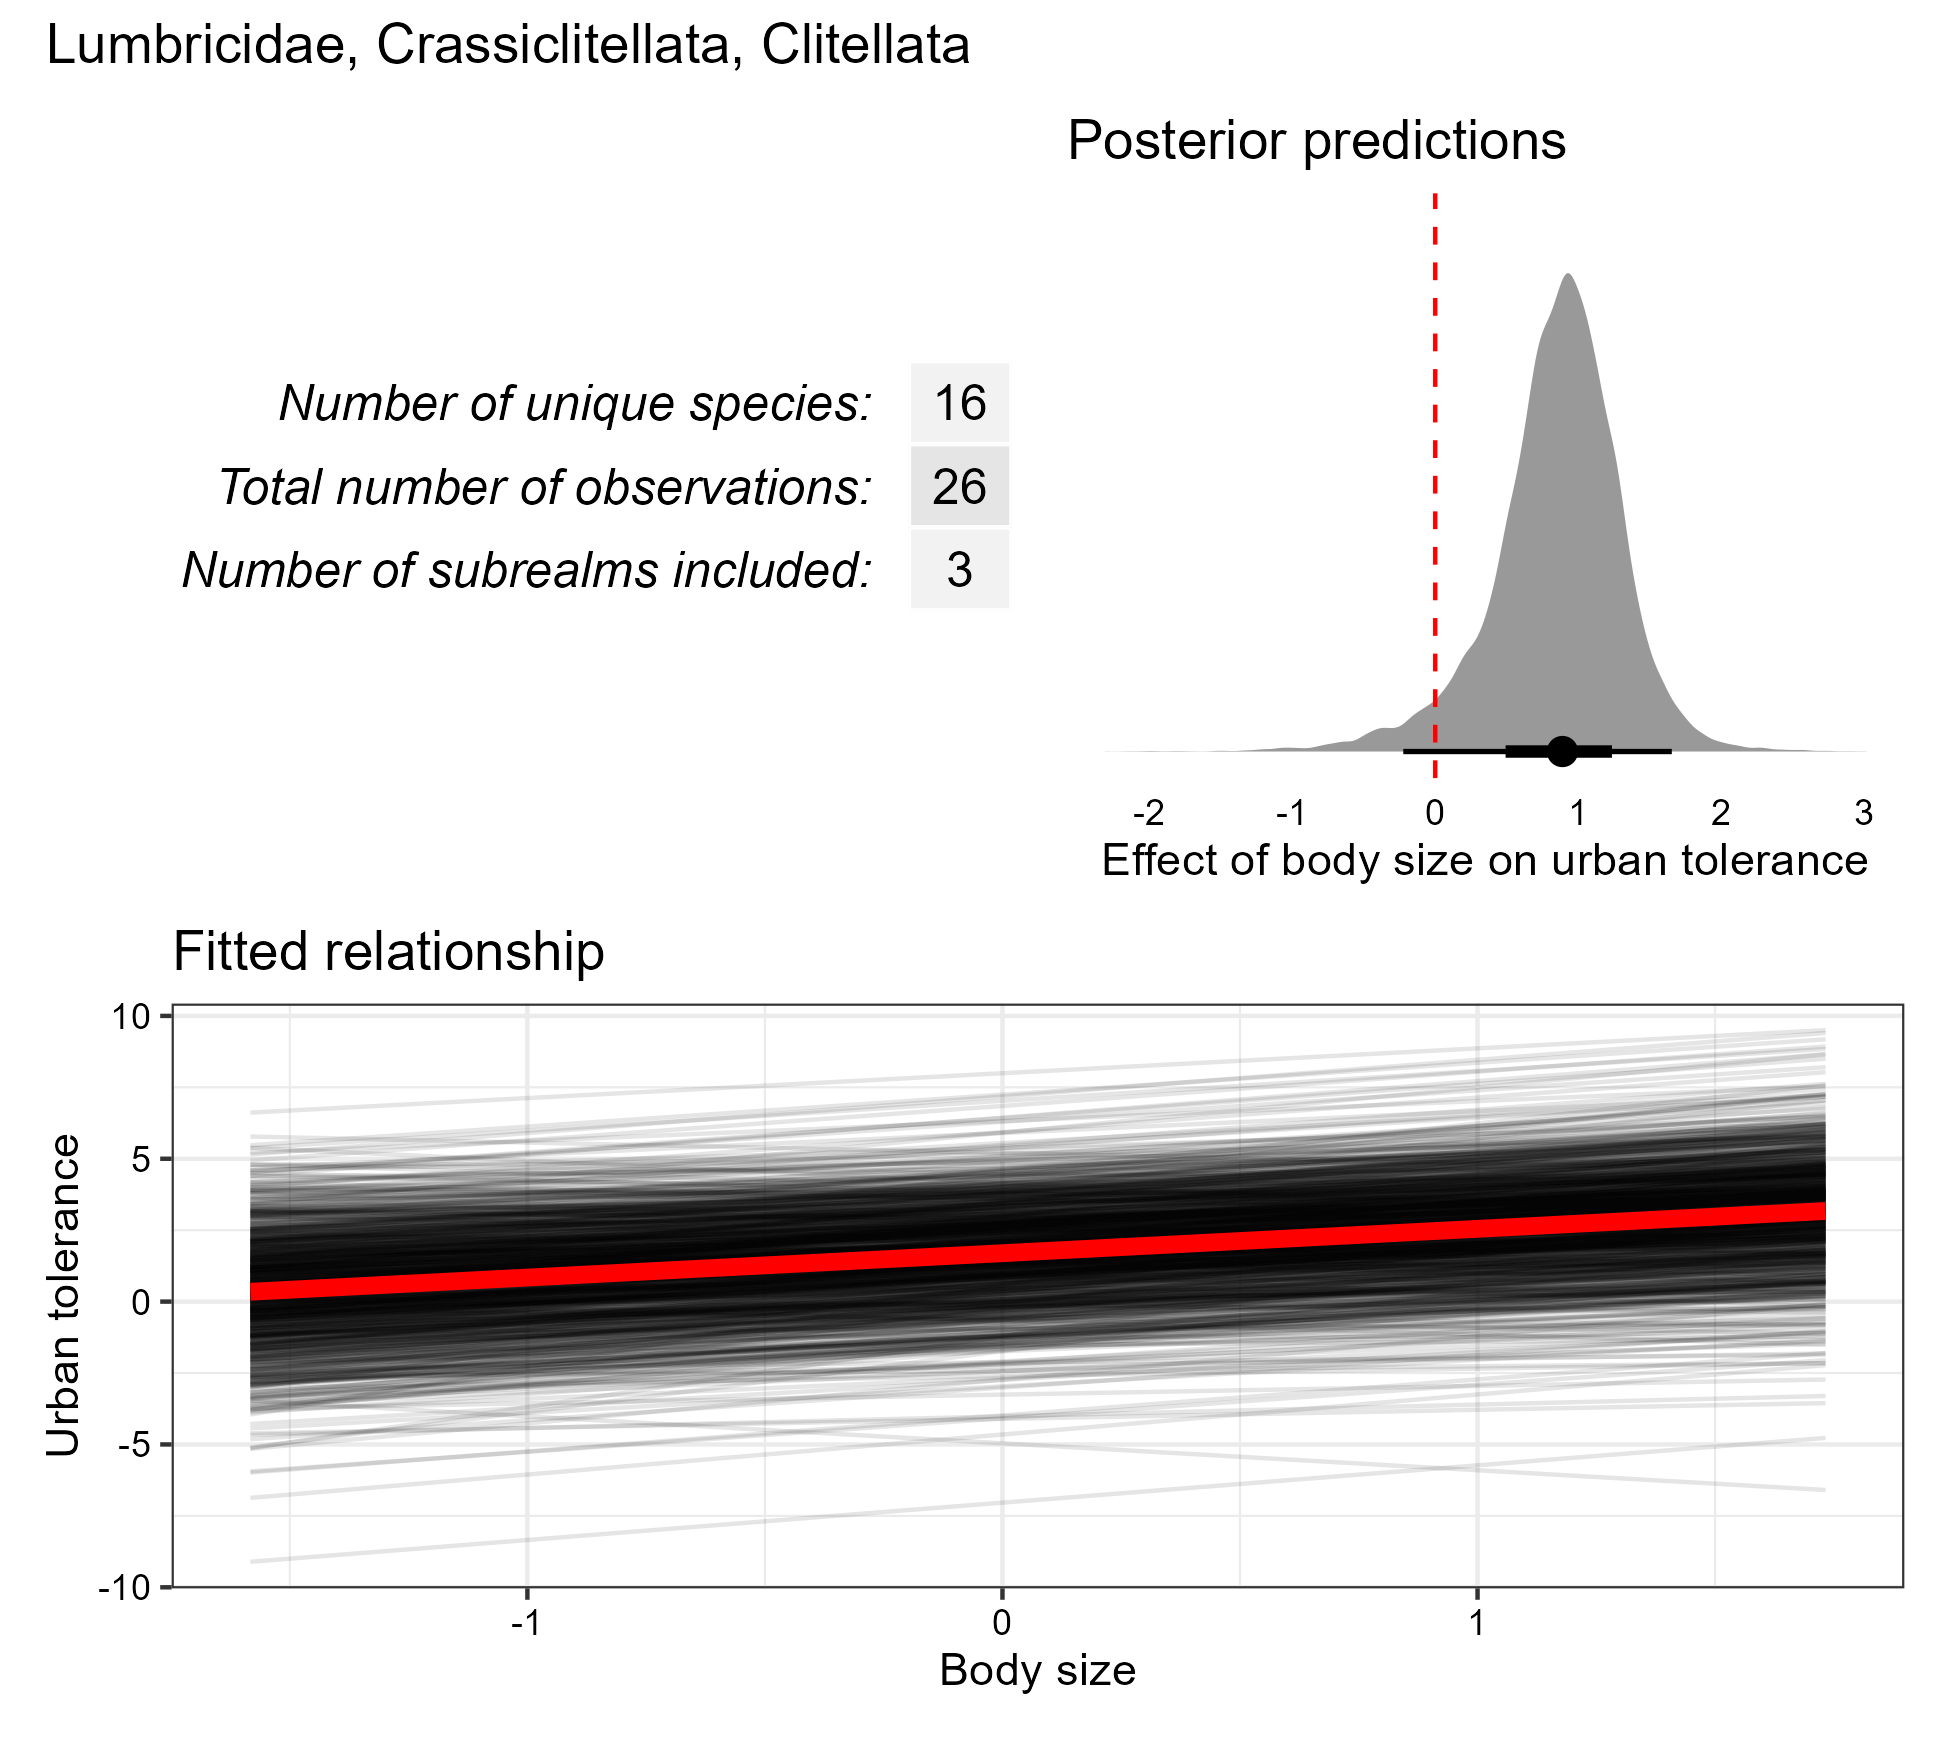 Lumbricidae, Crassiclitellata, Clitellata
Posterior predictions
Number of unique species: 16
Total number of observations: 26
Number of subrealms included: 3
-2 -1 0 1 2 3
Effect of body size on urban tolerance
Fitted relationship
10
5
0
-5
-10
Urban tolerance
-1 0 1
Body size